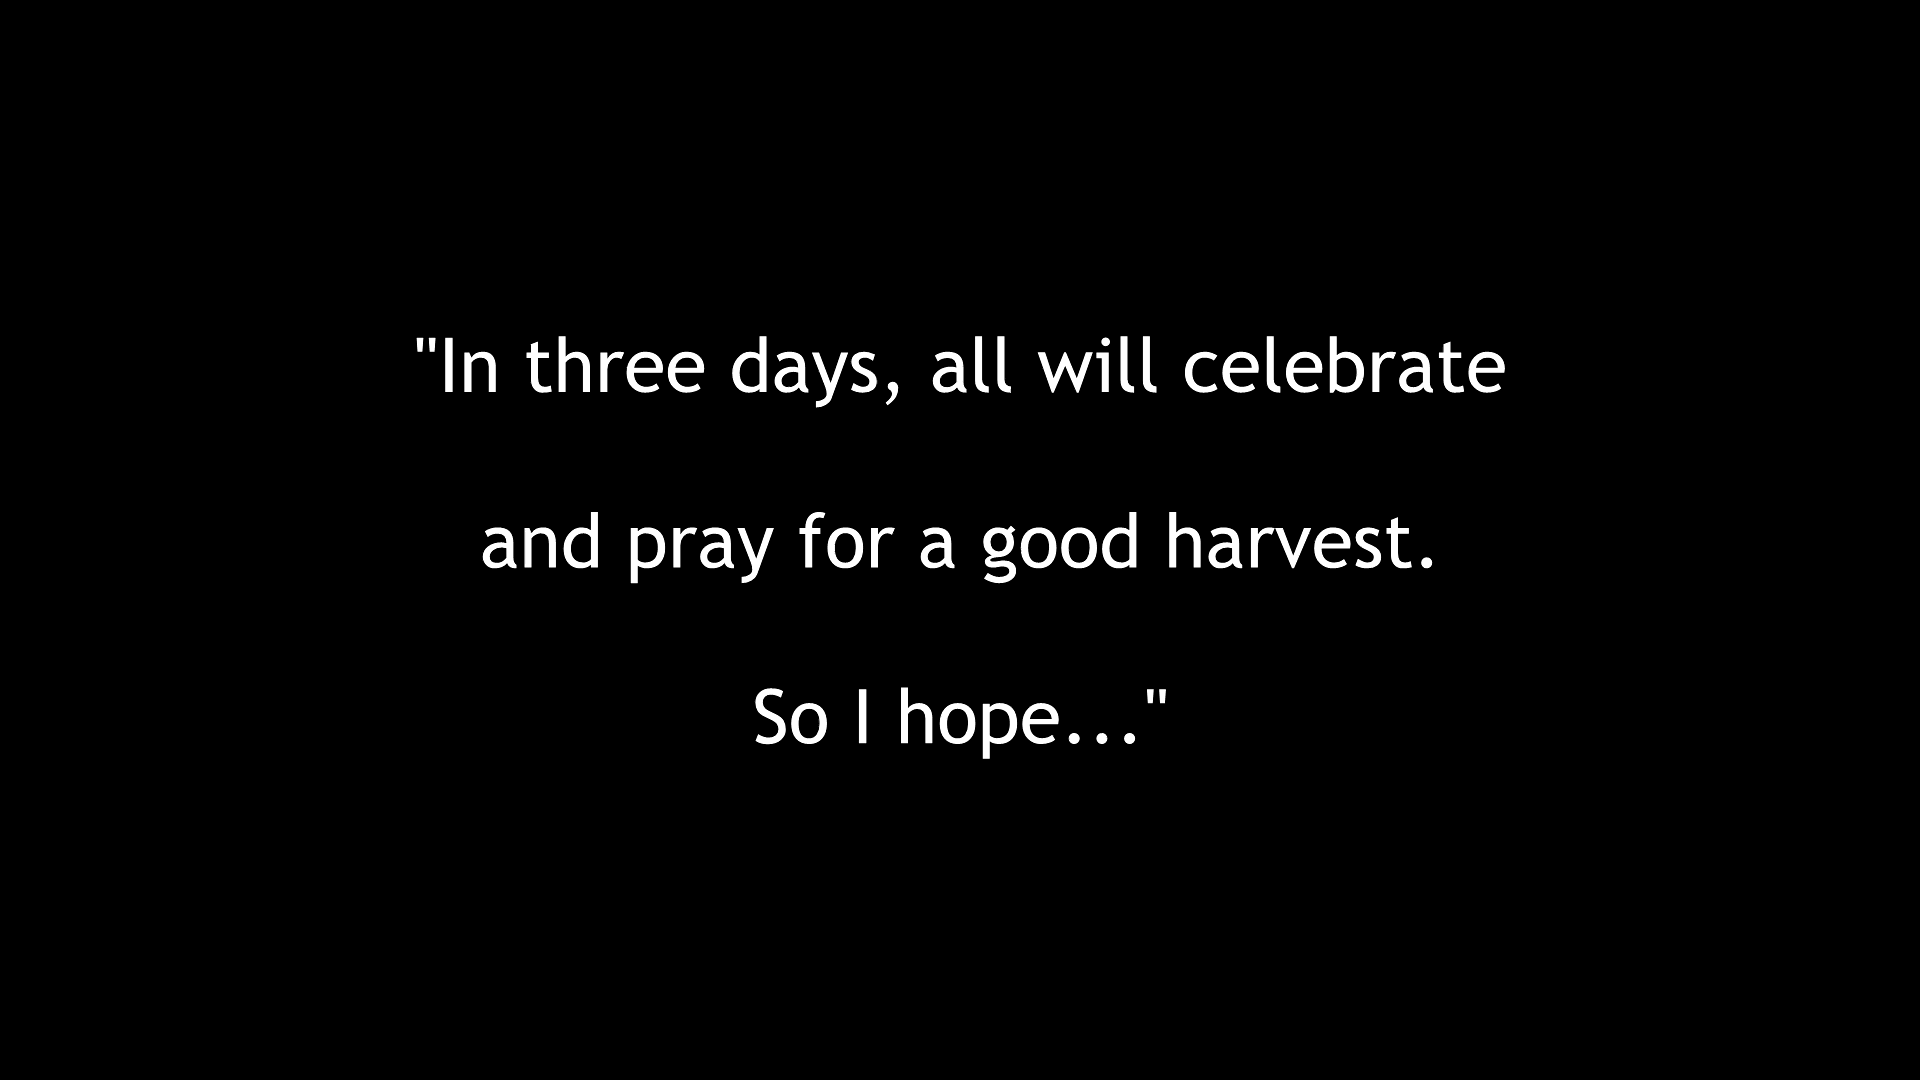 "In three days, all will celebrate
and pray for a good harvest.
So I hope..."